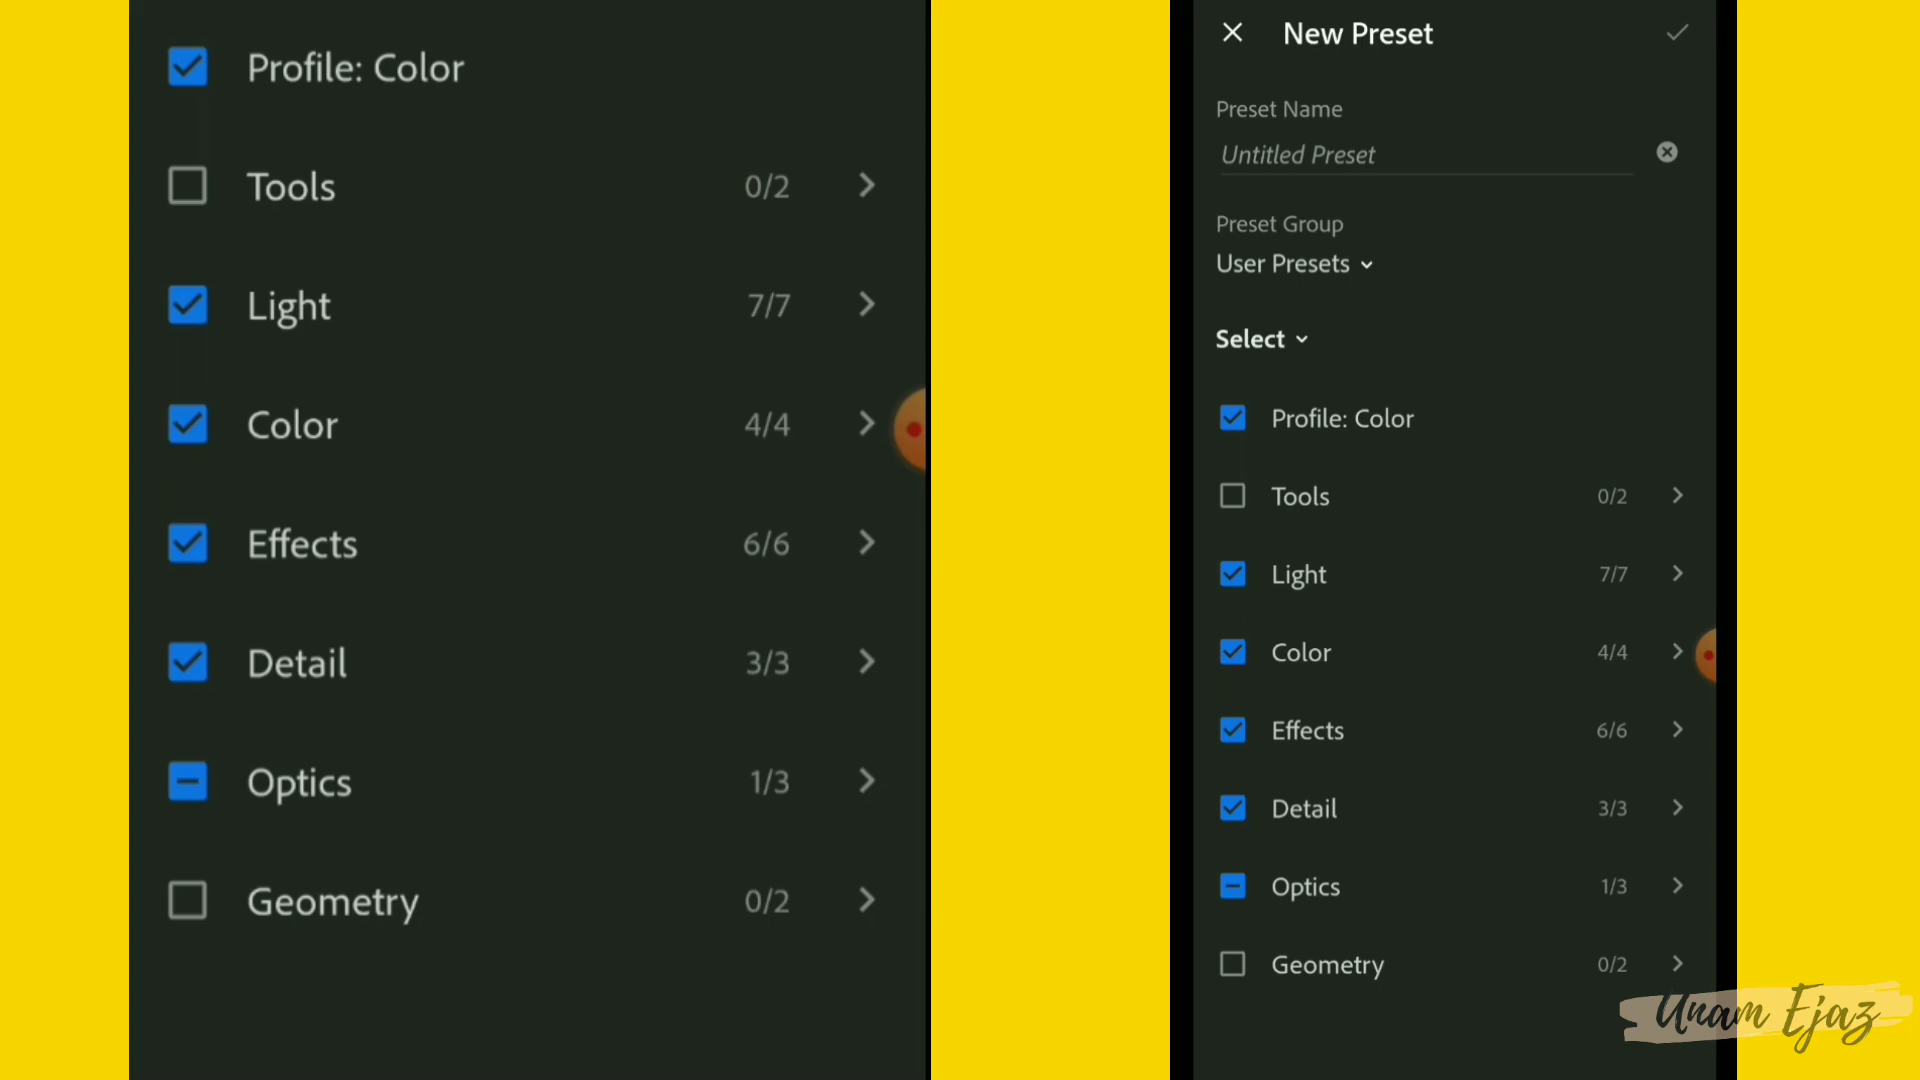 Profile: Color
Tools 0/2
Light 7/7
Color 4/4
Effects 6/6
Detail 3/3
Optics 1/3
Geometry 0/2
New Preset
Preset Name
Untitled Preset
Preset Group
User Presets
Select
Profile: Color
Tools 0/2
Light 7/7
Color 4/4
Effects 6/6
Detail 3/3
Optics 1/3
Geometry 0/2
Unam Ejaz